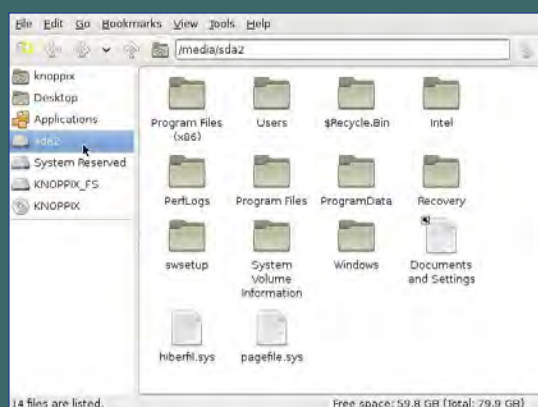 File Edit Go Bookmarks View Tools Help
/media/sda2
knoppix
Desktop
Applications
sda2
System Reserved
KNOPPIX_FS
KNOPPIX
Program Files (x86)
Users
$Recycle.Bin
Intel
PerfLogs
Program Files
ProgramData
Recovery
swsetup
System Volume Information
Windows
Documents and Settings
hiberfil.sys
pagefile.sys
14 files are listed.
Free space: 59.8 GB (Total: 79.9 GB)